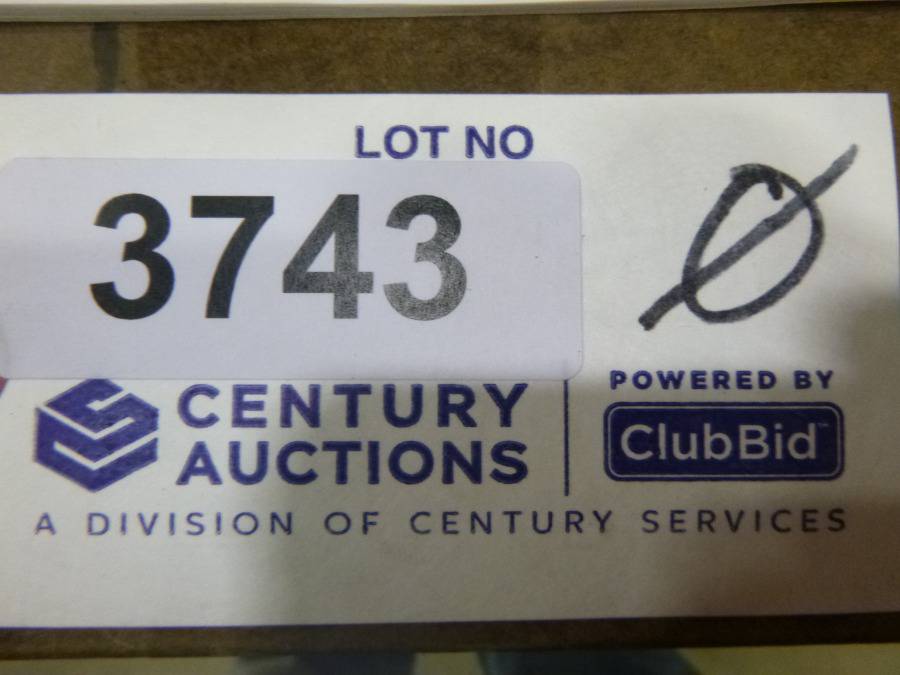 LOT NO
3743 Ø
CENTURY
AUCTIONS
POWERED BY
ClubBid™
A DIVISION OF CENTURY SERVICES